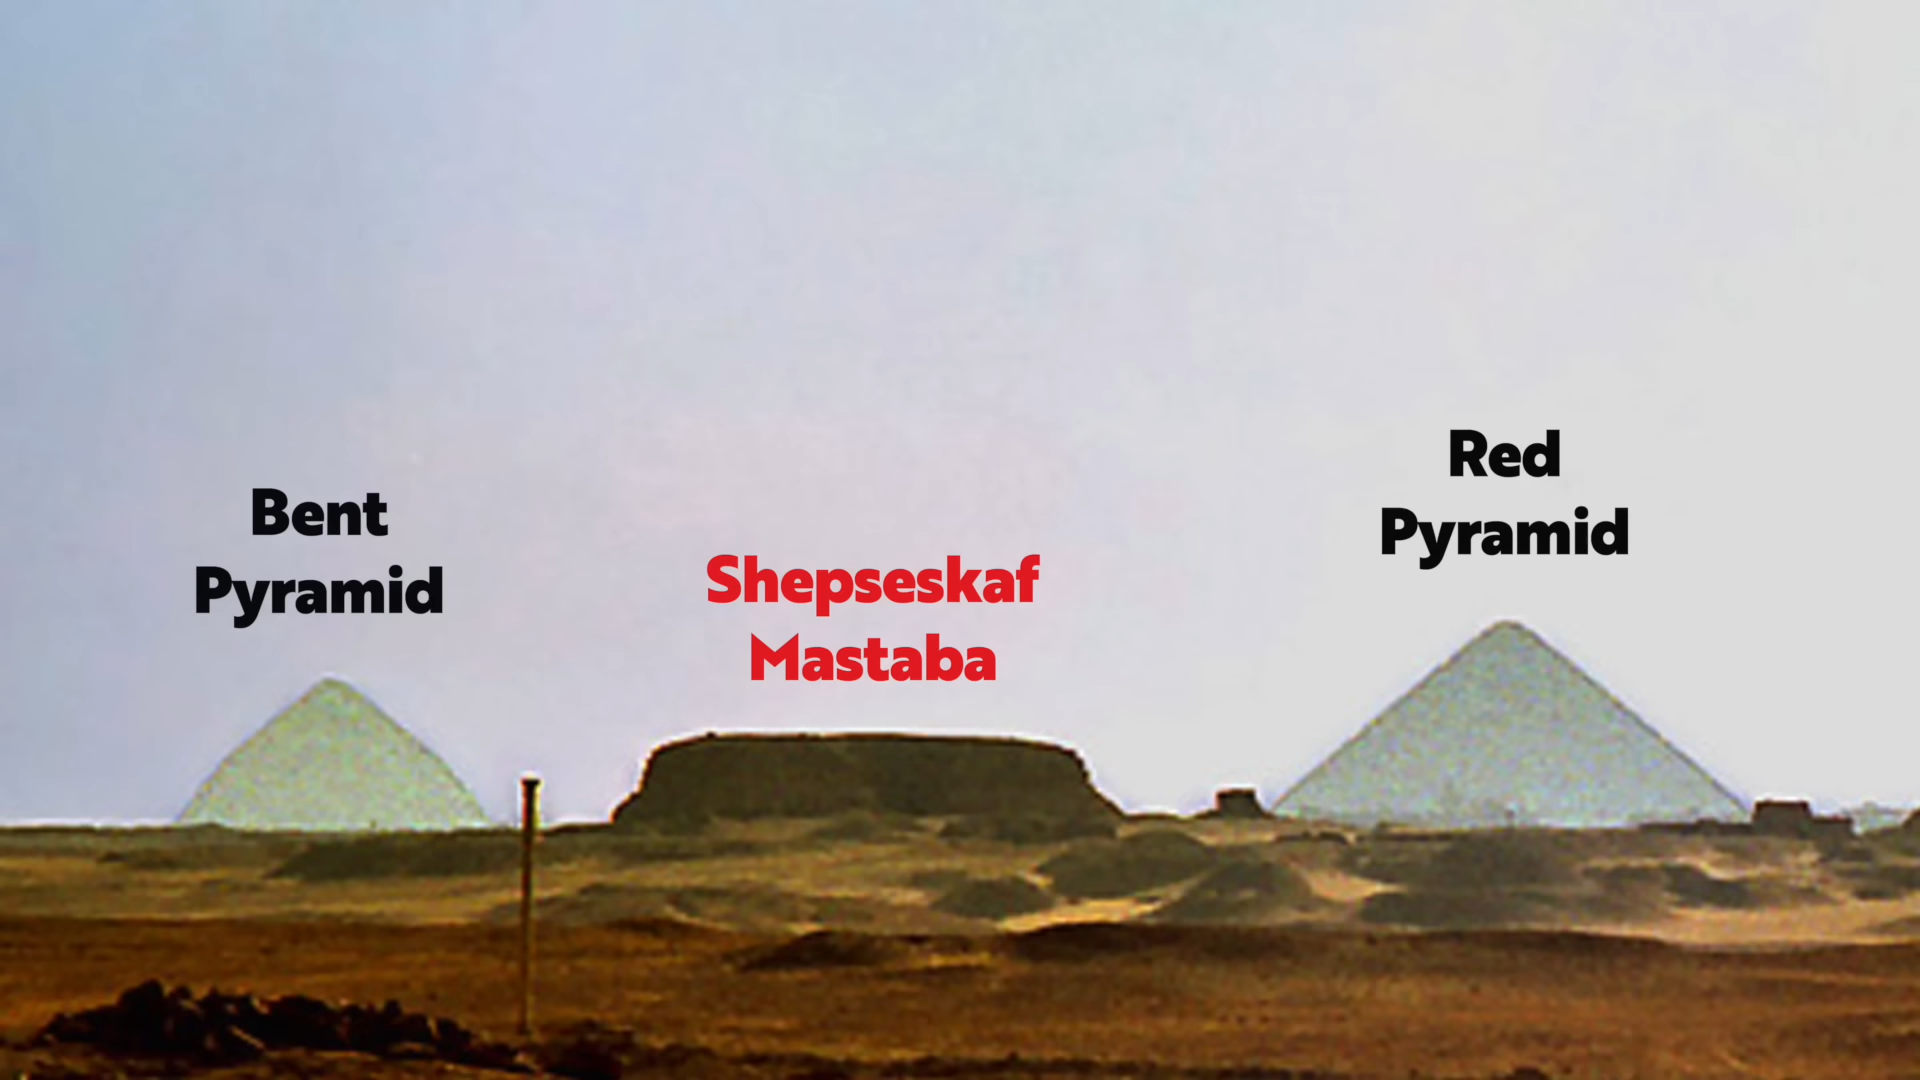 Bent
Pyramid
Shepseskaf
Mastaba
Red
Pyramid